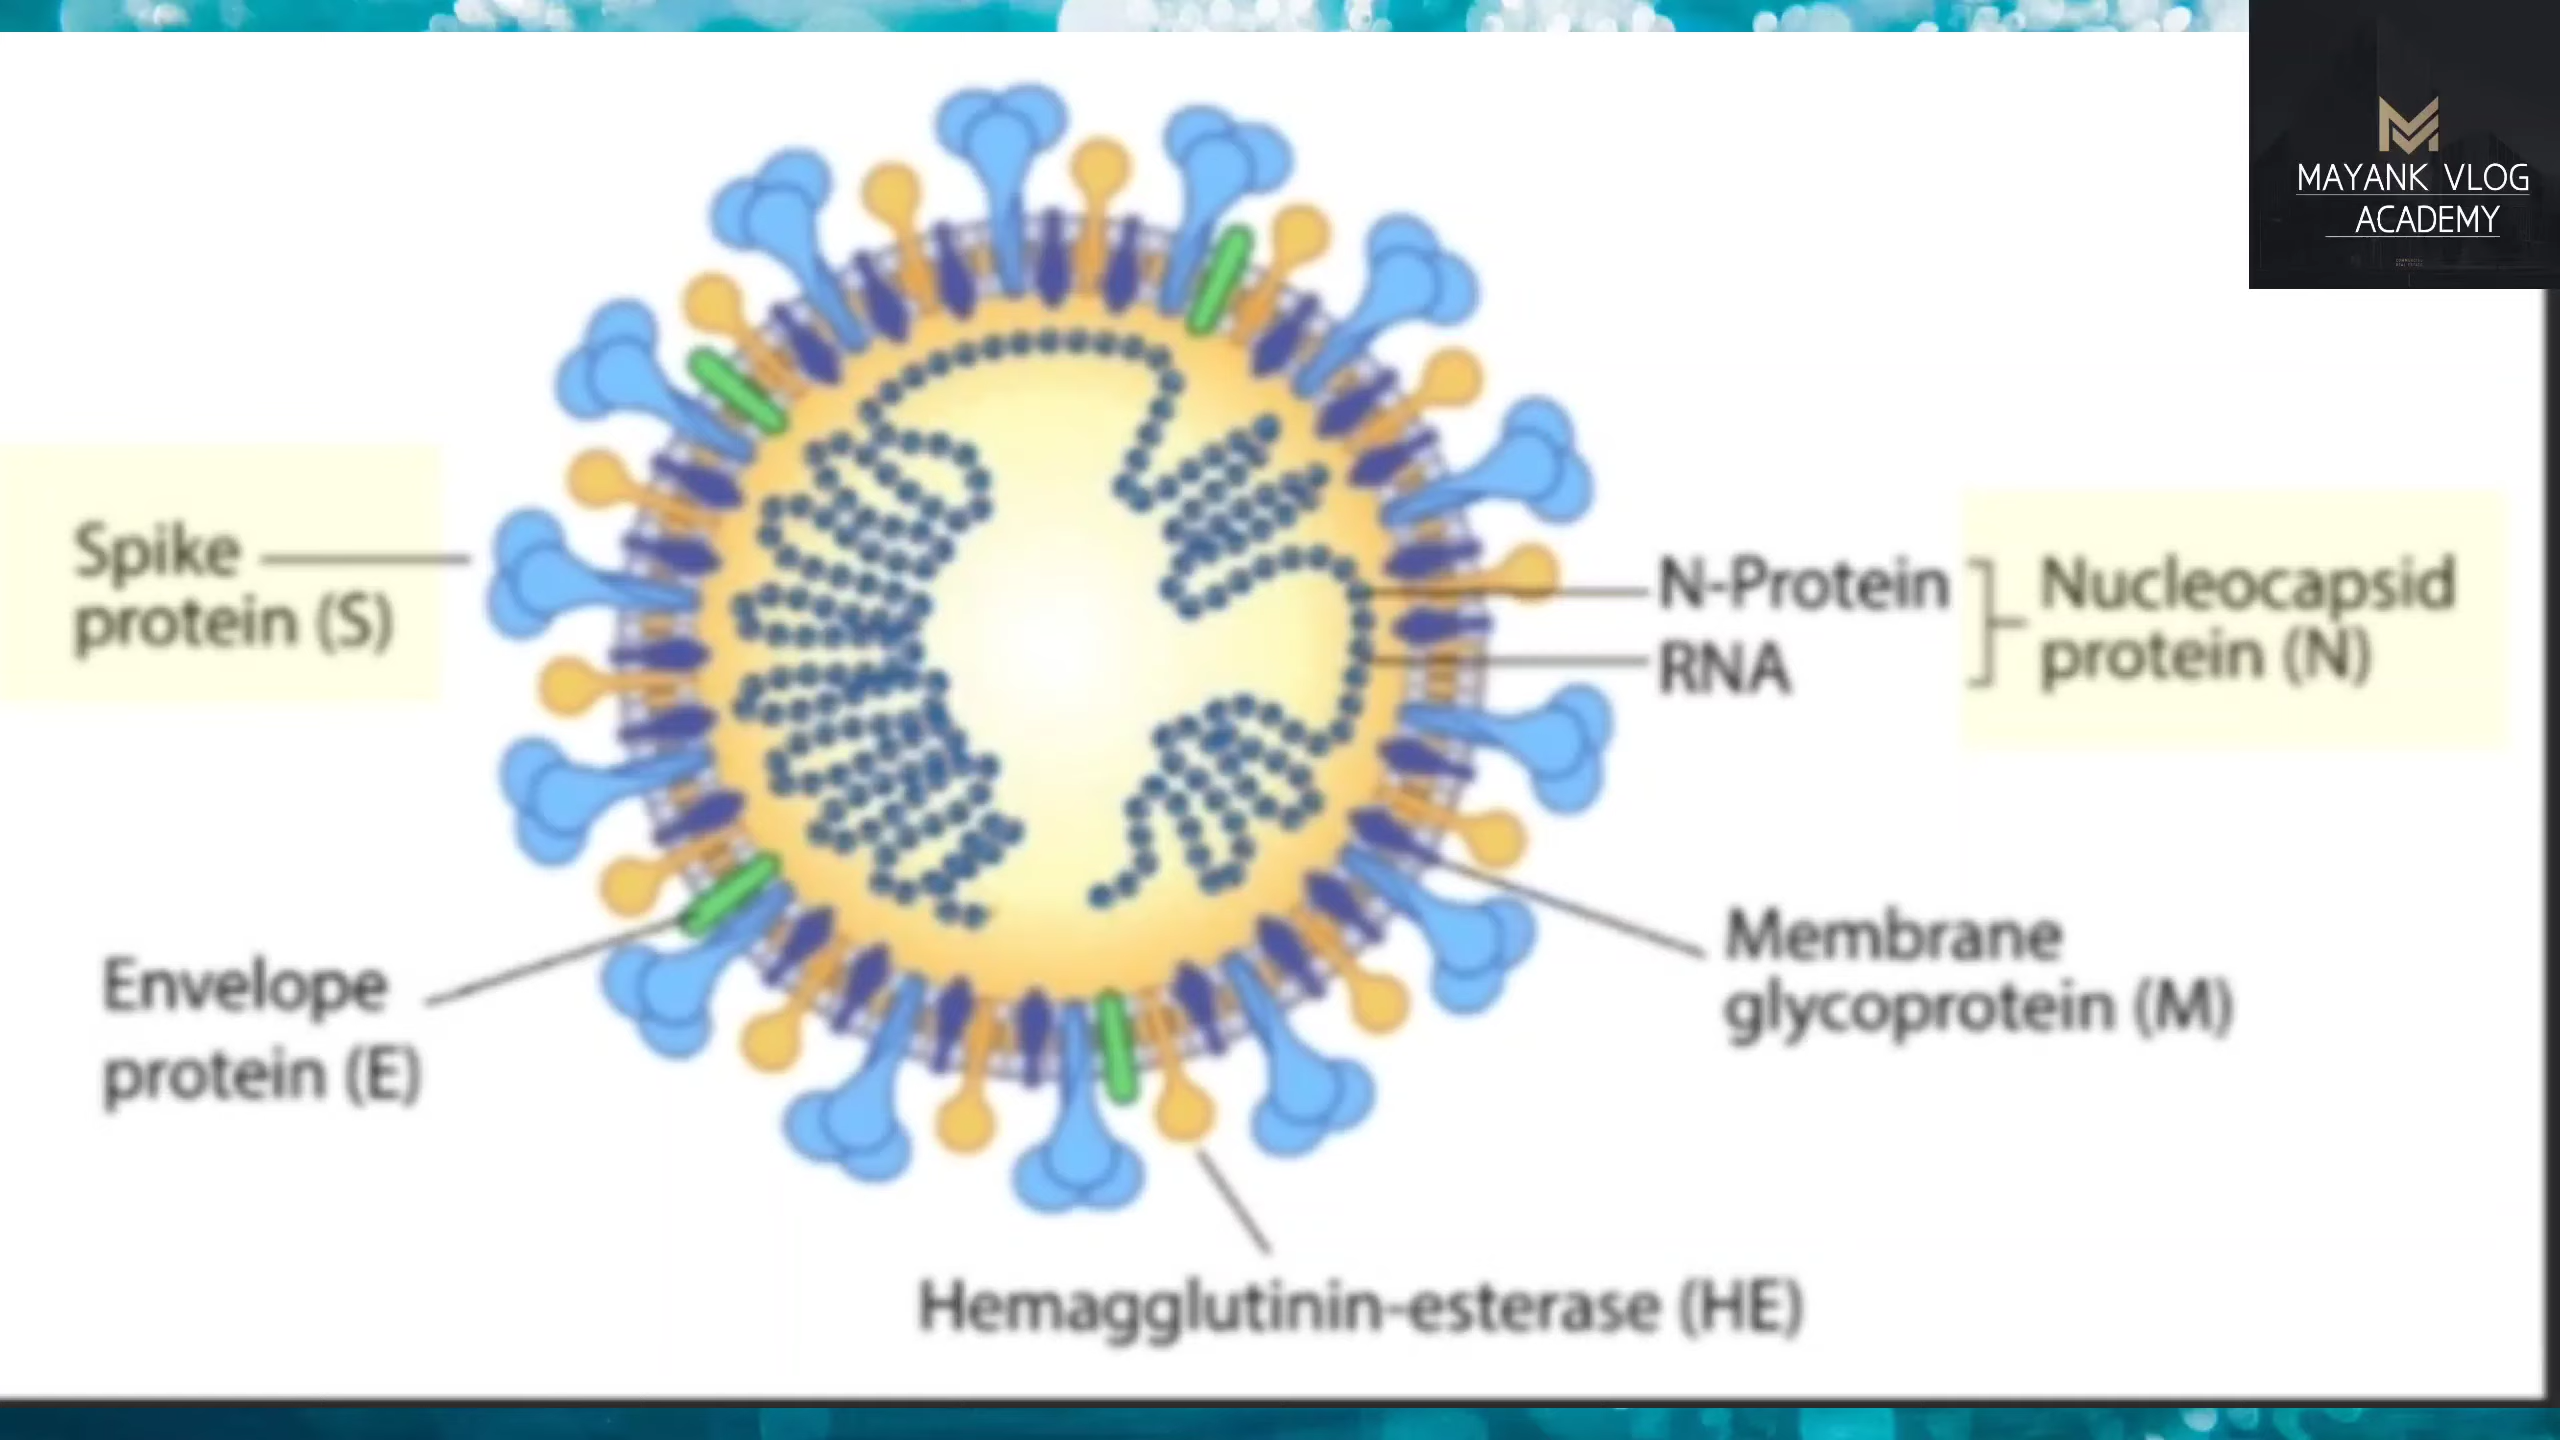 MAYANK VLOG
ACADEMY
Spike
protein (S)
N-Protein
RNA
Nucleocapsid
protein (N)
Envelope
protein (E)
Membrane
glycoprotein (M)
Hemagglutinin-esterase (HE)